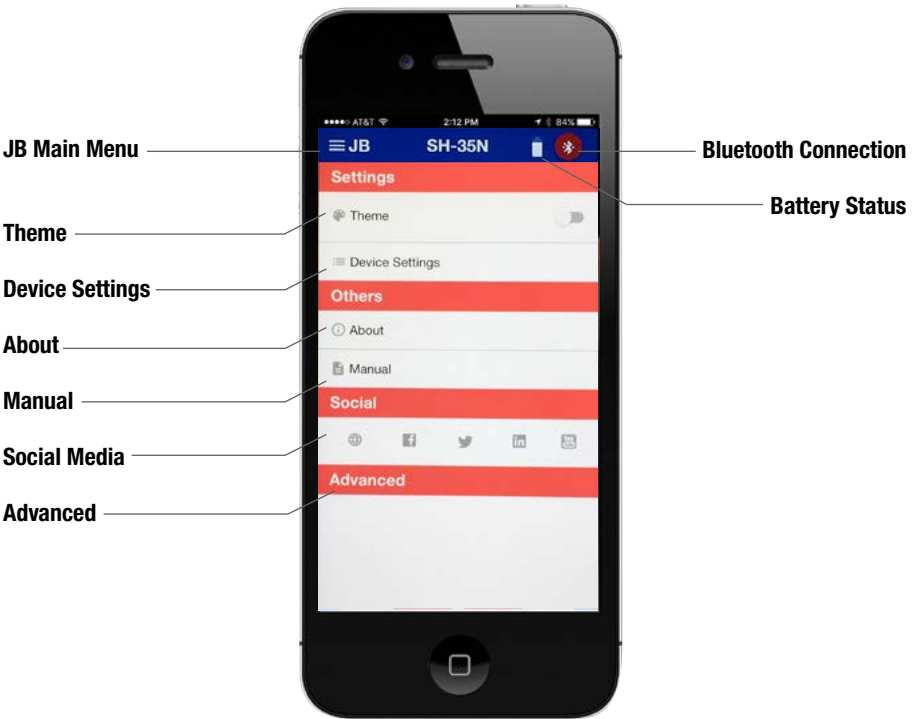 AT&T 2:12 PM 84%
JB Main Menu
JB SH-35N
Bluetooth Connection
Settings
Battery Status
Theme
Theme
Device Settings
Device Settings
Others
About
About
Manual
Manual
Social
Social Media
Advanced
Advanced